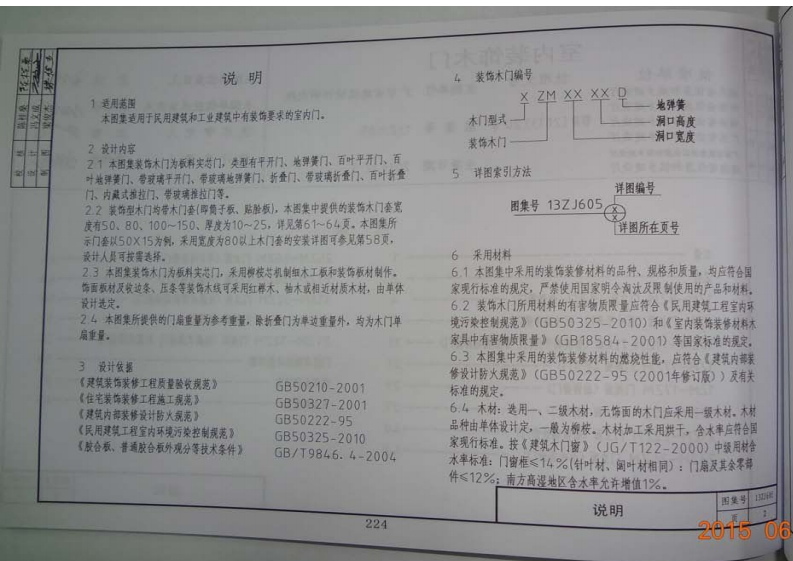 说 明
1 适用范围
本图集适用于民用建筑和工业建筑中有装饰要求的室内门。
2 设计内容
2.1 本图集装饰木门为板料实芯门，类型有平开门、地弹簧门、百叶平开门、百
叶地弹簧门、带玻璃平开门、带玻璃地弹簧门、折叠门、带玻璃折叠门、百叶折叠
门、内藏式推拉门、带玻璃推拉门等。
2.2 装饰型木门均带木门套(即筒子板、贴脸板)，本图集中提供的装饰木门套宽
度有50、80、100~150、厚度为10~25，详见第61~64页。本图集所
示门套以50X15为例，采用宽度为80以上木门套的安装详图可参见第58页，
设计人员可按需选择。
2.3 本图集装饰木门为板料实芯门，采用柳桉芯机制细木工板和装饰板材制作。
饰面板材及收边条、压条等装饰木线可采用红榉木、柚木或相近材质木材，由单体
设计选定。
2.4 本图集所提供的门扇重量为参考重量，除折叠门为单边重量外，均为木门单
扇重量。
3 设计依据
《建筑装饰装修工程质量验收规范》 GB50210-2001
《住宅装饰装修工程施工规范》 GB50327-2001
《建筑内部装修设计防火规范》 GB50222-95
《民用建筑工程室内环境污染控制规范》 GB50325-2010
《胶合板、普通胶合板外观分等技术条件》 GB/T9846.4-2004
4 装饰木门编号
X ZM XX XX D
地弹簧
木门型式 洞口高度
装饰木门 洞口宽度
5 详图索引方法
详图编号
图集号 13ZJ605 X X
详图所在页号
6 采用材料
6.1 本图集中采用的装饰装修材料的品种、规格和质量，均应符合国
家现行标准的规定，严禁使用国家明令淘汰及限制使用的产品和材料。
6.2 装饰木门所用材料的有害物质限量应符合《民用建筑工程室内环
境污染控制规范》(GB50325-2010)和《室内装饰装修材料木
家具中有害物质限量》(GB18584-2001)等国家标准的规定。
6.3 本图集中采用的装饰装修材料的燃烧性能，应符合《建筑内部装
修设计防火规范》(GB50222-95(2001年修订版))及有关
标准的规定。
6.4 木材：选用一、二级木材，无饰面的木门应采用一级木材。木材
品种由单体设计定，一般为柳桉。木材加工采用烘干，含水率应符合国
家现行标准。按《建筑木门窗》(JG/T122-2000)中级用材含
水率标准：门窗框≤14%(针叶材、阔叶材相同)；门扇及其余零部
件≤12%；南方高湿地区含水率允许增值1%。
说明
图集号 13ZJ605
页 2
224
校 核
设 计
制 图
2015 06